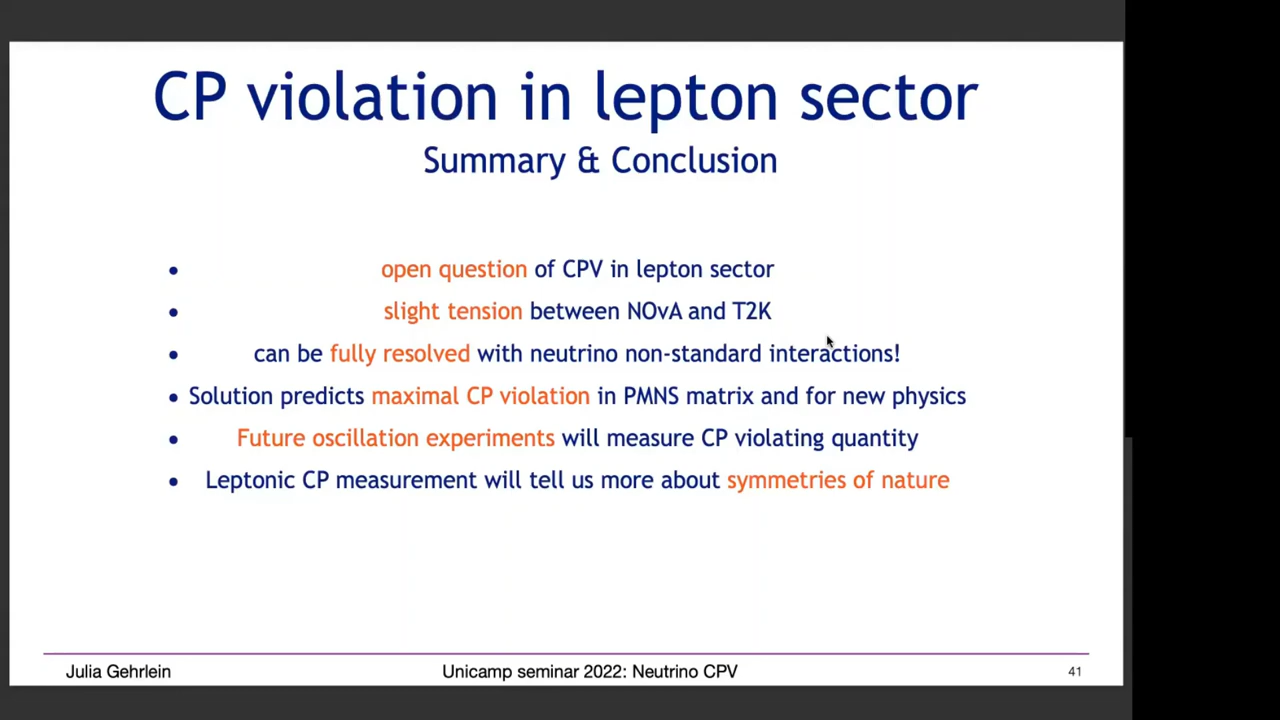 CP violation in lepton sector
Summary & Conclusion
• open question of CPV in lepton sector
• slight tension between NOvA and T2K
• can be fully resolved with neutrino non-standard interactions!
• Solution predicts maximal CP violation in PMNS matrix and for new physics
• Future oscillation experiments will measure CP violating quantity
• Leptonic CP measurement will tell us more about symmetries of nature
Julia Gehrlein Unicamp seminar 2022: Neutrino CPV 41